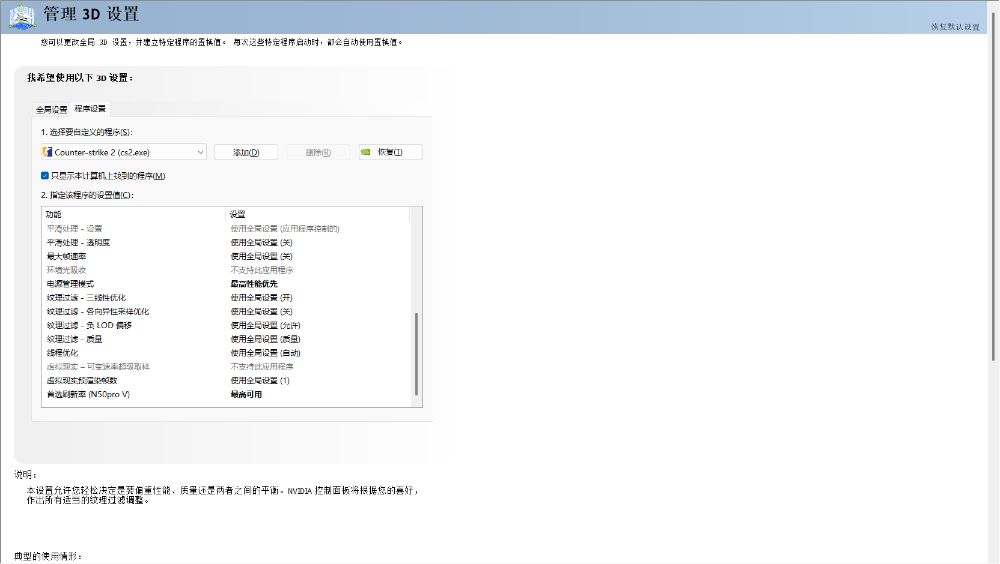 管理 3D 设置
恢复默认设置
您可以更改全局 3D 设置，并建立特定程序的置换值。 每次这些特定程序启动时，都会自动使用置换值。
我希望使用以下 3D 设置：
全局设置 程序设置
1. 选择要自定义的程序(S)：
Counter-strike 2 (cs2.exe) 添加(D) 删除(R) 恢复(T)
只显示本计算机上找到的程序(M)
2. 指定该程序的设置值(C)：
功能 设置
平滑处理 - 设置 使用全局设置 (应用程序控制的)
平滑处理 - 透明度 使用全局设置 (关)
最大帧速率 使用全局设置 (关)
环境光吸收 不支持此应用程序
电源管理模式 最高性能优先
纹理过滤 - 三线性优化 使用全局设置 (开)
纹理过滤 - 各向异性采样优化 使用全局设置 (关)
纹理过滤 - 负 LOD 偏移 使用全局设置 (允许)
纹理过滤 - 质量 使用全局设置 (质量)
线程优化 使用全局设置 (自动)
虚拟现实 – 可变速率超级取样 不支持此应用程序
虚拟现实预渲染帧数 使用全局设置 (1)
首选刷新率 (N50pro V) 最高可用
说明：
本设置允许您轻松决定是要偏重性能、质量还是两者之间的平衡。NVIDIA 控制面板将根据您的喜好，
作出所有适当的纹理过滤调整。
典型的使用情形：